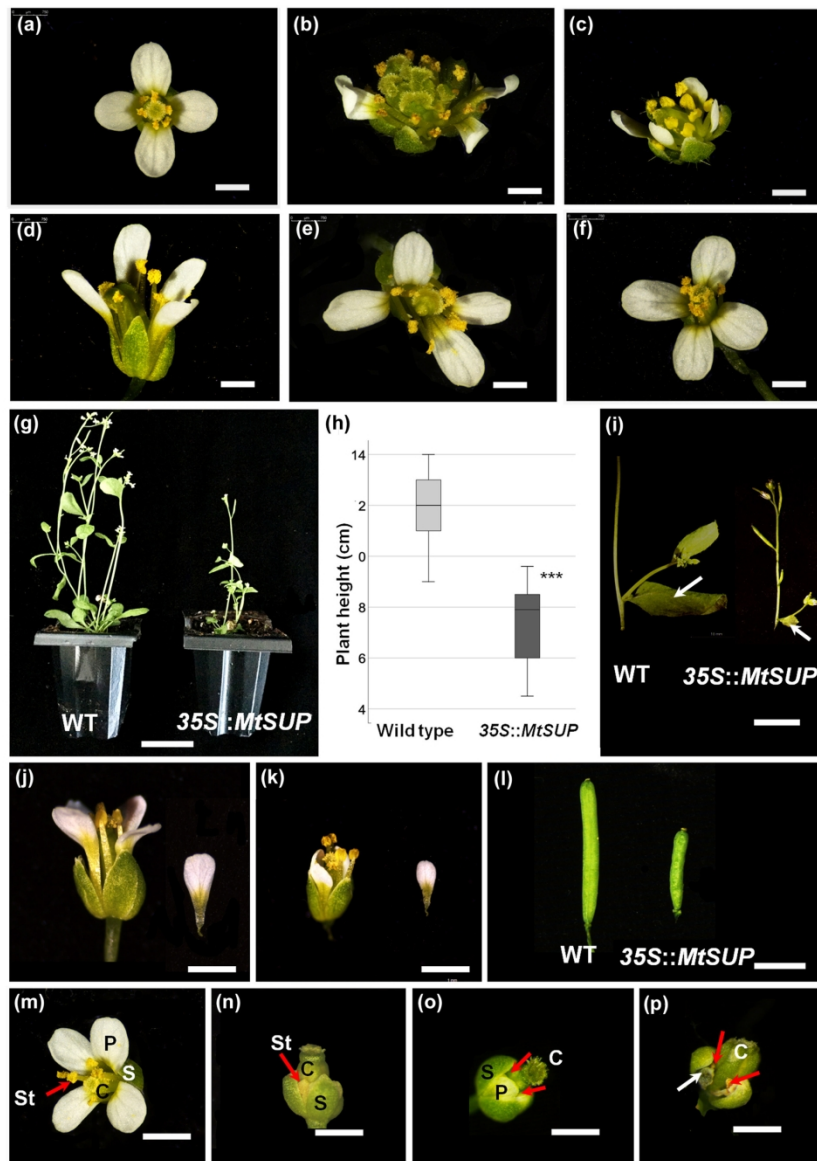 (a)
(b)
(c)
(d)
(e)
(f)
(g)
WT
35S::MtSUP
(h)
Plant height (cm)
14
2
0
8
6
4
***
Wild type
35S::MtSUP
(i)
WT
35S::MtSUP
(j)
(k)
(l)
WT
35S::MtSUP
(m)
P
S
St
C
(n)
St
C
S
(o)
S
C
P
(p)
C